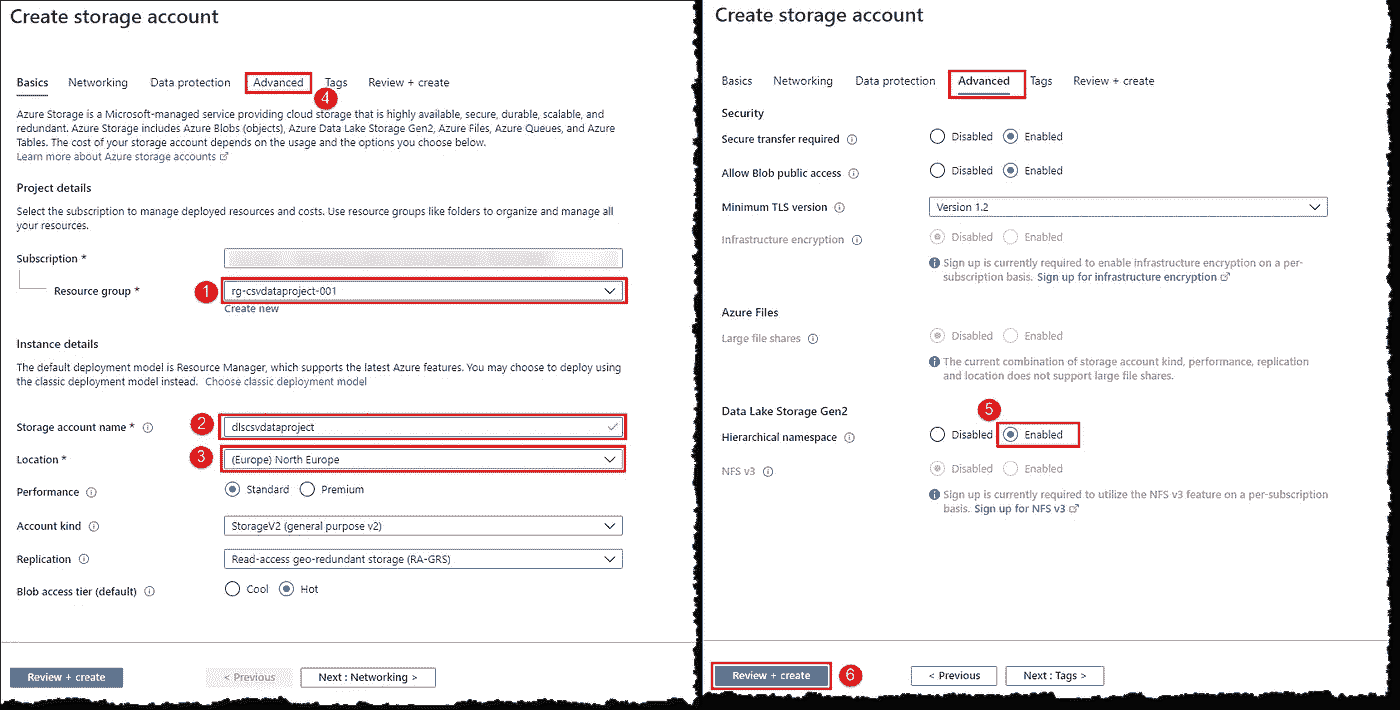 Create storage account
Basics Networking Data protection Advanced Tags Review + create
4
Azure Storage is a Microsoft-managed service providing cloud storage that is highly available, secure, durable, scalable, and
redundant. Azure Storage includes Azure Blobs (objects), Azure Data Lake Storage Gen2, Azure Files, Azure Queues, and Azure
Tables. The cost of your storage account depends on the usage and the options you choose below.
Learn more about Azure storage accounts
Project details
Select the subscription to manage deployed resources and costs. Use resource groups like folders to organize and manage all
your resources.
Subscription *
Resource group * 1 rg-csvdataproject-001
Create new
Instance details
The default deployment model is Resource Manager, which supports the latest Azure features. You may choose to deploy using
the classic deployment model instead. Choose classic deployment model
Storage account name * 2 dlscsvdataproject
Location * 3 (Europe) North Europe
Performance Standard Premium
Account kind StorageV2 (general purpose v2)
Replication Read-access geo-redundant storage (RA-GRS)
Blob access tier (default) Cool Hot
Review + create < Previous Next : Networking >
Create storage account
Basics Networking Data protection Advanced Tags Review + create
Security
Secure transfer required Disabled Enabled
Allow Blob public access Disabled Enabled
Minimum TLS version Version 1.2
Infrastructure encryption Disabled Enabled
Sign up is currently required to enable infrastructure encryption on a per-
subscription basis. Sign up for infrastructure encryption
Azure Files
Large file shares Disabled Enabled
The current combination of storage account kind, performance, replication
and location does not support large file shares.
Data Lake Storage Gen2 5
Hierarchical namespace Disabled Enabled
NFS v3 Disabled Enabled
Sign up is currently required to utilize the NFS v3 feature on a per-subscription
basis. Sign up for NFS v3
Review + create 6 < Previous Next : Tags >